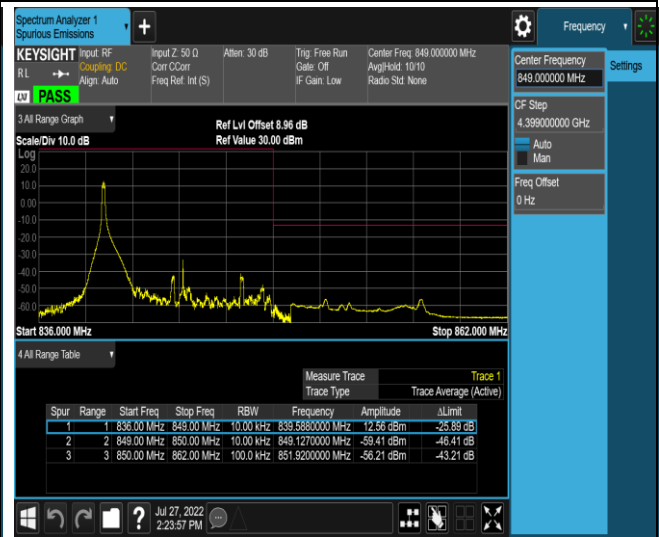 Spectrum Analyzer 1
Spurious Emissions
Frequency
KEYSIGHT
R L
LXI
PASS
Input: RF
Coupling: DC
Align: Auto
Input Z: 50 Ω
Corr CCorr
Freq Ref: Int (S)
Atten: 30 dB
Trig: Free Run
Gate: Off
IF Gain: Low
Center Freq: 849.000000 MHz
Avg|Hold: 10/10
Radio Std: None
Center Frequency
849.000000 MHz
Settings
CF Step
4.399000000 GHz
Auto
Man
Freq Offset
0 Hz
3 All Range Graph
Scale/Div 10.0 dB
Ref Lvl Offset 8.96 dB
Ref Value 30.00 dBm
Log
20.0
10.0
0.00
-10.0
-20.0
-30.0
-40.0
-50.0
-60.0
Start 836.000 MHz
Stop 862.000 MHz
4 All Range Table
Measure Trace Trace 1
Trace Type Trace Average (Active)
Spur Range Start Freq Stop Freq RBW Frequency Amplitude ΔLimit
1 1 836.00 MHz 849.00 MHz 10.00 kHz 839.5880000 MHz 12.56 dBm -25.89 dB
2 2 849.00 MHz 850.00 MHz 10.00 kHz 849.1270000 MHz -59.41 dBm -46.41 dB
3 3 850.00 MHz 862.00 MHz 100.0 kHz 851.9200000 MHz -56.21 dBm -43.21 dB
Jul 27, 2022
2:23:57 PM